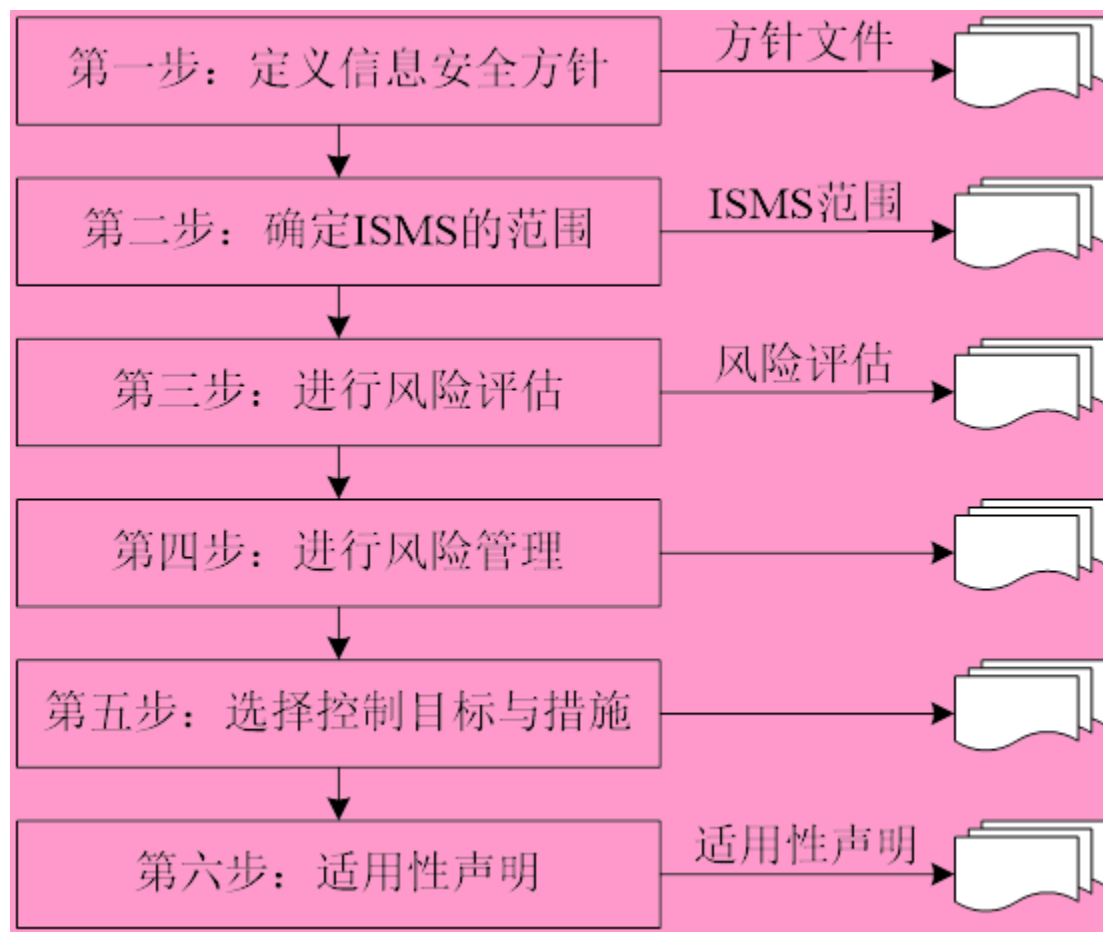 第一步：定义信息安全方针
方针文件
第二步：确定ISMS的范围
ISMS范围
第三步：进行风险评估
风险评估
第四步：进行风险管理
第五步：选择控制目标与措施
第六步：适用性声明
适用性声明